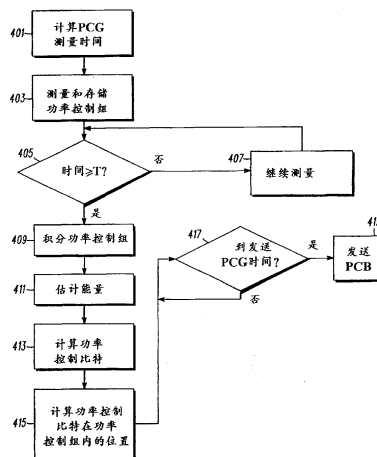 401
计算PCG
测量时间
403
测量和存储
功率控制组
405
时间≥T?
否
407
继续测量
是
409
积分功率控制组
411
估计能量
413
计算功率
控制比特
415
计算功率控制
比特在功率
控制组内的位置
417
到发送
PCG时间?
是
否
发送
PCB